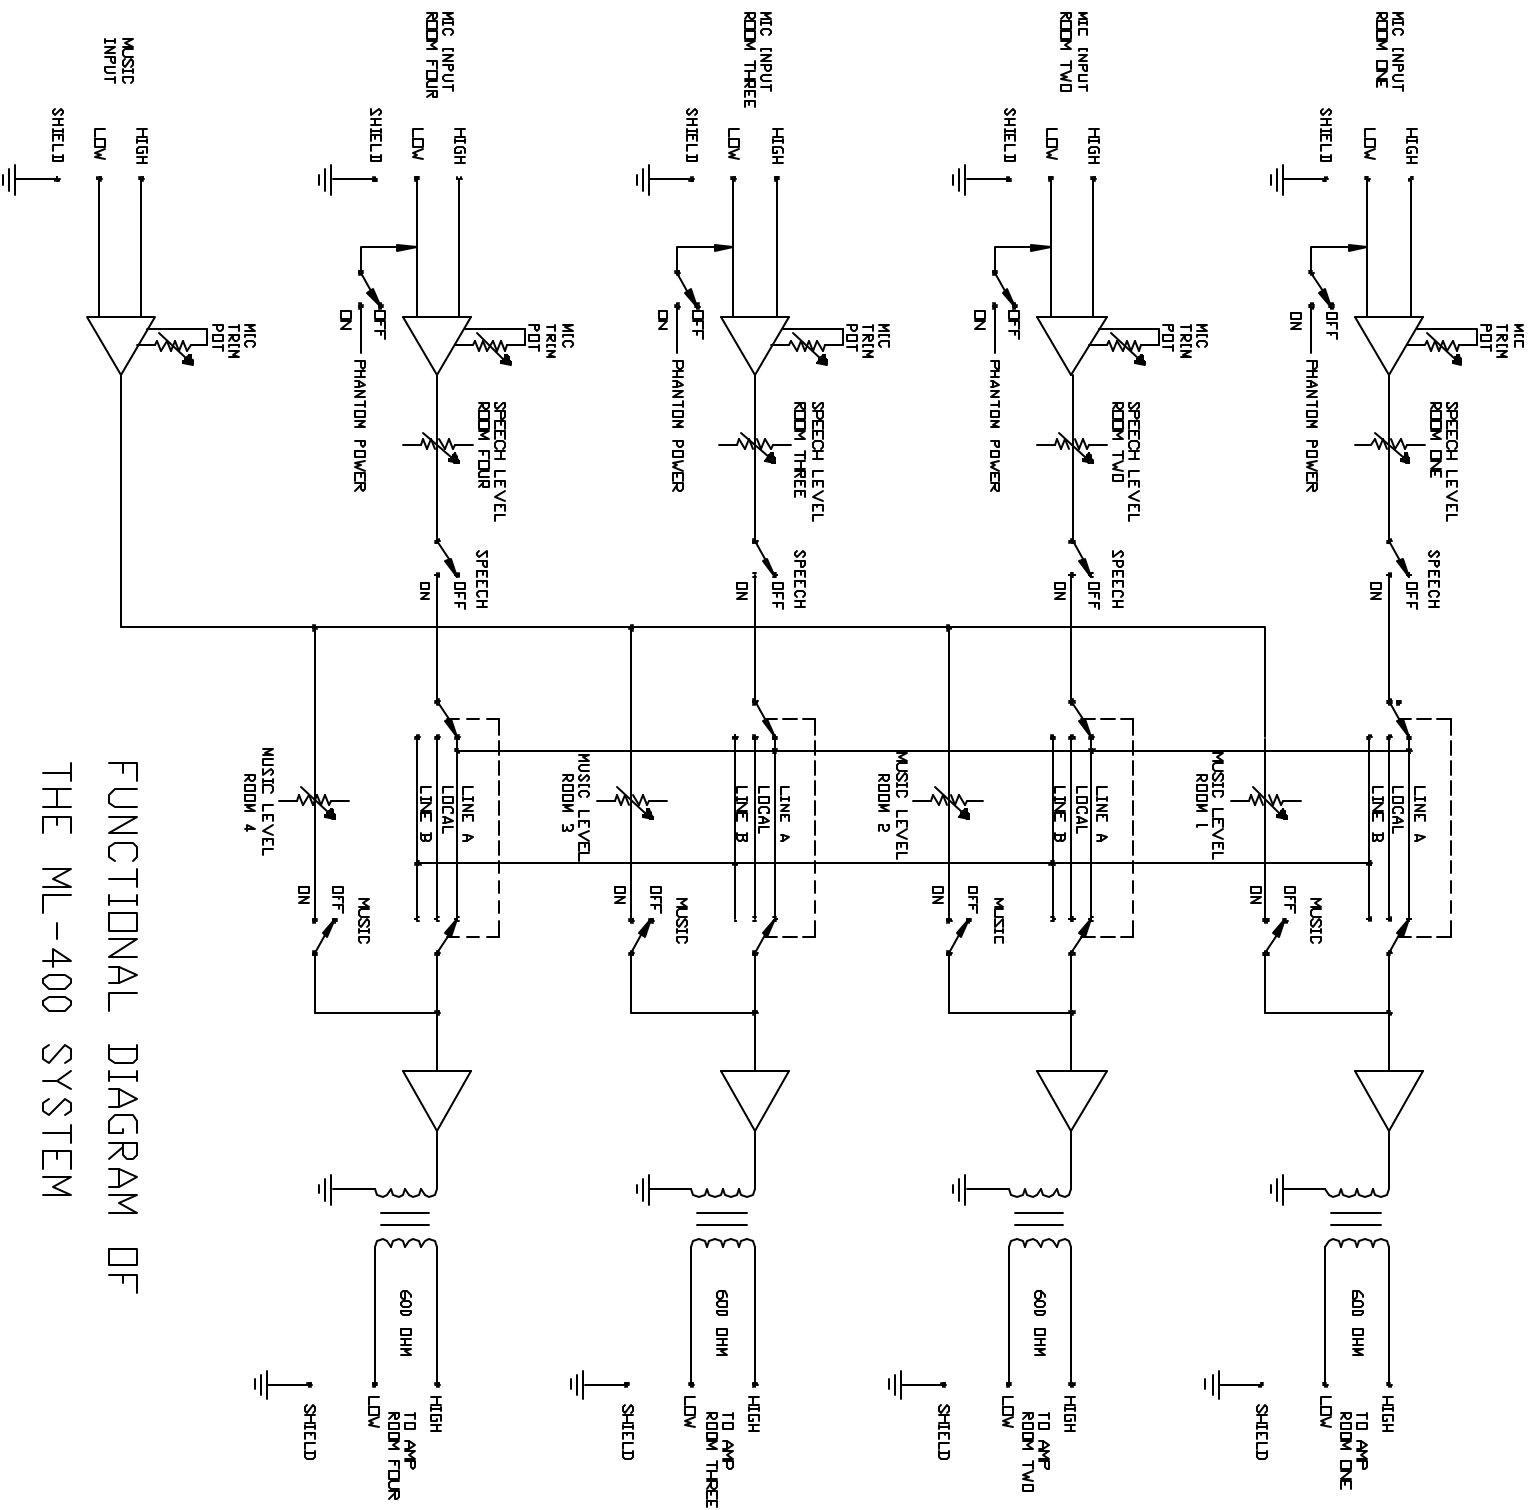 MIC INPUT
ROOM ONE
HIGH
LOW
SHIELD
MIC
TRIM
POT
OFF
ON
PHANTOM POWER
SPEECH LEVEL
ROOM ONE
SPEECH
OFF
ON
LINE A
LOCAL
LINE B
MUSIC LEVEL
ROOM 1
MUSIC
OFF
ON
600 OHM
HIGH
TO AMP
ROOM ONE
LOW
SHIELD
MIC INPUT
ROOM TWO
HIGH
LOW
SHIELD
MIC
TRIM
POT
OFF
ON
PHANTOM POWER
SPEECH LEVEL
ROOM TWO
SPEECH
OFF
ON
LINE A
LOCAL
LINE B
MUSIC LEVEL
ROOM 2
MUSIC
OFF
ON
600 OHM
HIGH
TO AMP
ROOM TWO
LOW
SHIELD
MIC INPUT
ROOM THREE
HIGH
LOW
SHIELD
MIC
TRIM
POT
OFF
ON
PHANTOM POWER
SPEECH LEVEL
ROOM THREE
SPEECH
OFF
ON
LINE A
LOCAL
LINE B
MUSIC LEVEL
ROOM 3
MUSIC
OFF
ON
600 OHM
HIGH
TO AMP
ROOM THREE
LOW
SHIELD
MIC INPUT
ROOM FOUR
HIGH
LOW
SHIELD
MIC
TRIM
POT
OFF
ON
PHANTOM POWER
SPEECH LEVEL
ROOM FOUR
SPEECH
OFF
ON
LINE A
LOCAL
LINE B
MUSIC LEVEL
ROOM 4
MUSIC
OFF
ON
600 OHM
HIGH
TO AMP
ROOM FOUR
LOW
SHIELD
MUSIC
INPUT
HIGH
LOW
SHIELD
MIC
TRIM
POT
FUNCTIONAL DIAGRAM OF
THE ML-400 SYSTEM